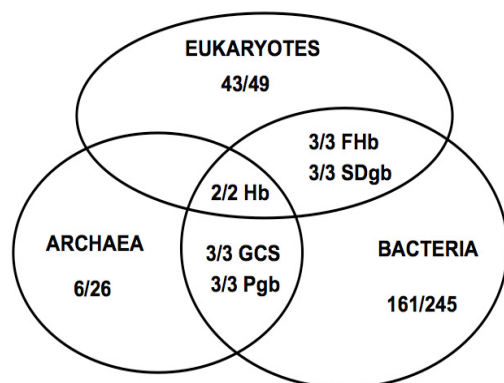 EUKARYOTES
43/49
3/3 FHb
3/3 SDgb
2/2 Hb
ARCHAEA
6/26
3/3 GCS
3/3 Pgb
BACTERIA
161/245